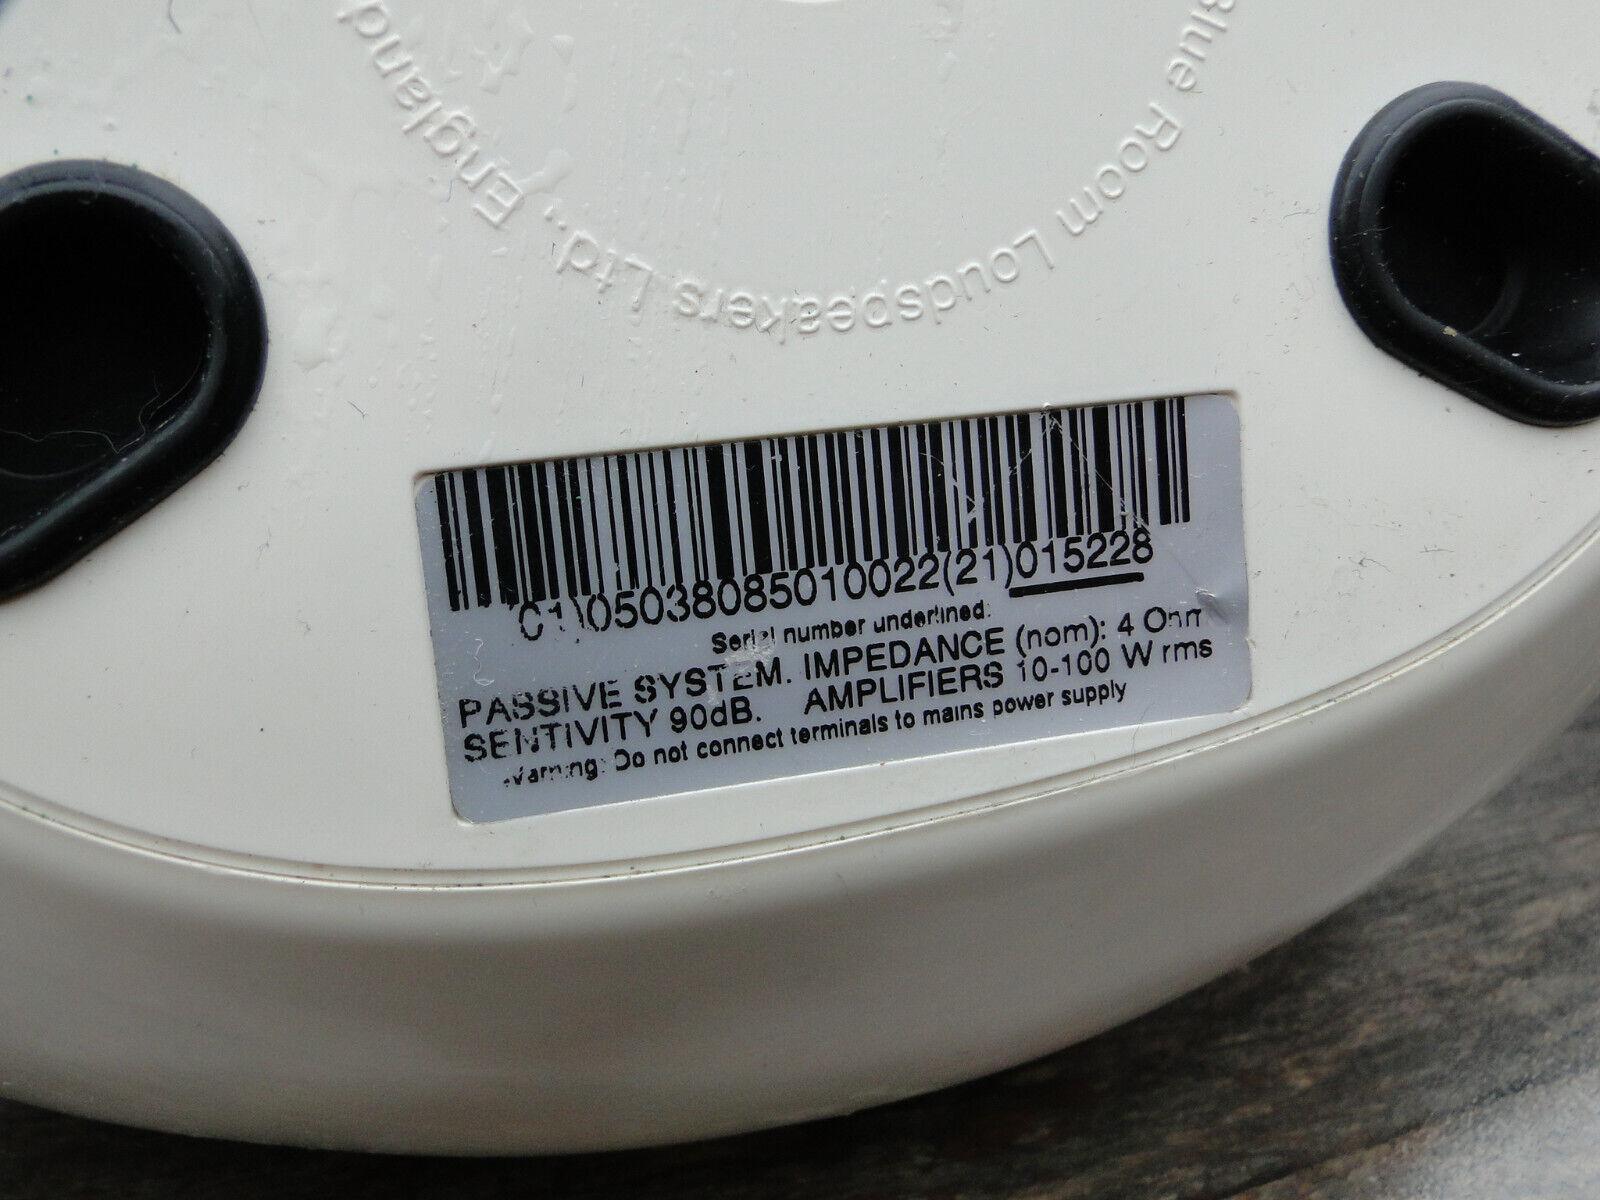 Blue Room Loudspeakers Ltd., England
(01)05038085010022(21)015228
Serial number underlined.
PASSIVE SYSTEM. IMPEDANCE (nom): 4 Ohm
SENTIVITY 90dB. AMPLIFIERS 10-100 W rms
Warning: Do not connect terminals to mains power supply